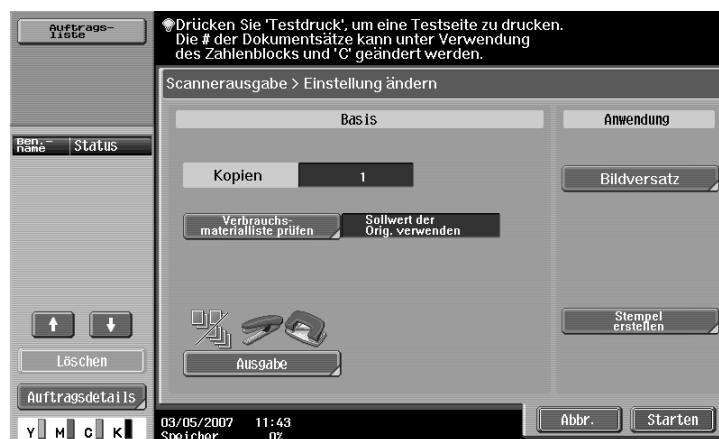 Auftrags-
liste
Drücken Sie 'Testdruck', um eine Testseite zu drucken.
Die # der Dokumentsätze kann unter Verwendung
des Zahlenblocks und 'C' geändert werden.
Scannerausgabe > Einstellung ändern
Basis
Anwendung
Ben.-
name
Status
Kopien
1
Bildversatz
Verbrauchs-
materialliste prüfen
Sollwert der
Orig. verwenden
Stempel
erstellen
Löschen
Ausgabe
Auftragsdetails
Abbr.
Starten
Y M C K
03/05/2007 11:43
Speicher 0%